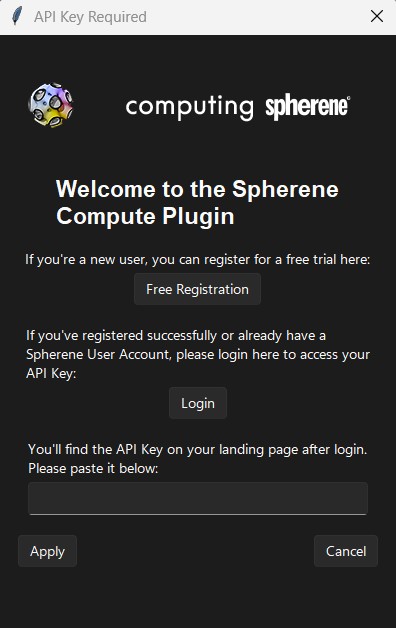 API Key Required
computing spherene©
Welcome to the Spherene
Compute Plugin
If you're a new user, you can register for a free trial here:
Free Registration
If you've registered successfully or already have a
Spherene User Account, please login here to access your
API Key:
Login
You'll find the API Key on your landing page after login.
Please paste it below:
Apply Cancel